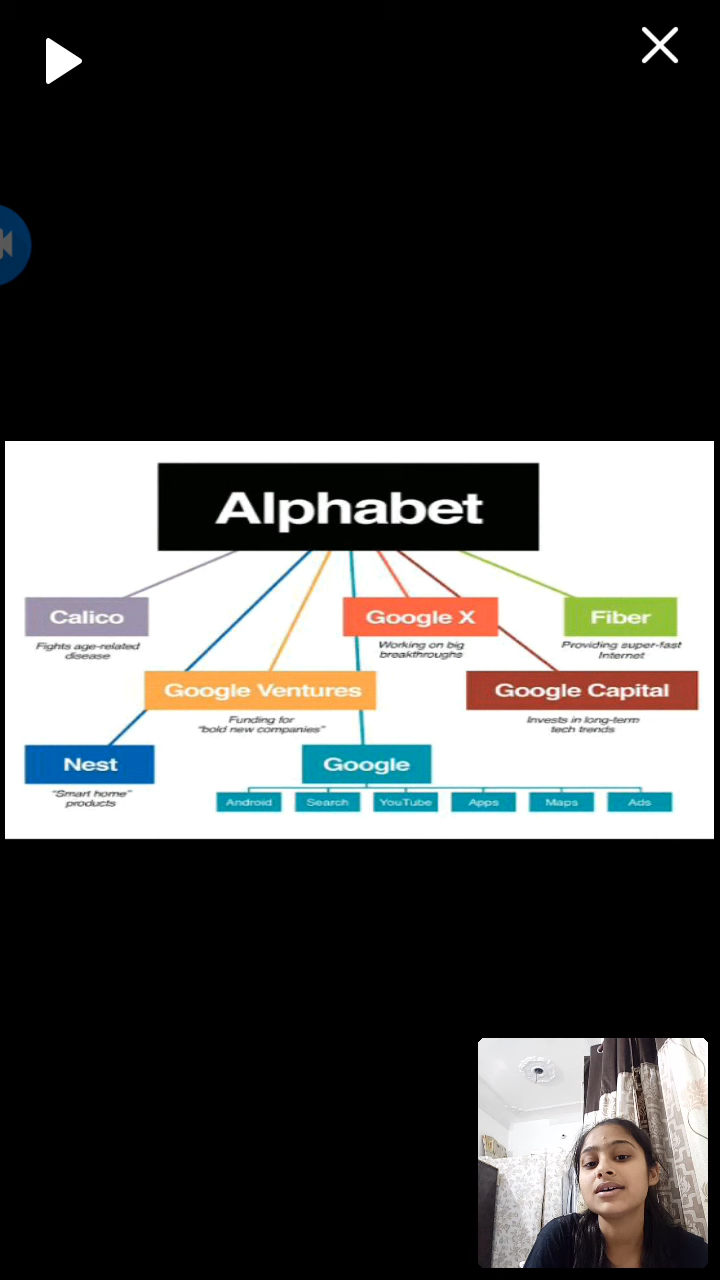 Alphabet
Calico
Fights age-related
disease
Google X
Working on big
breakthroughs
Fiber
Providing super-fast
Internet
Google Ventures
Funding for
"bold new companies"
Google Capital
Invests in long-term
tech trends
Nest
"Smart home"
products
Google
Android Search YouTube Apps Maps Ads